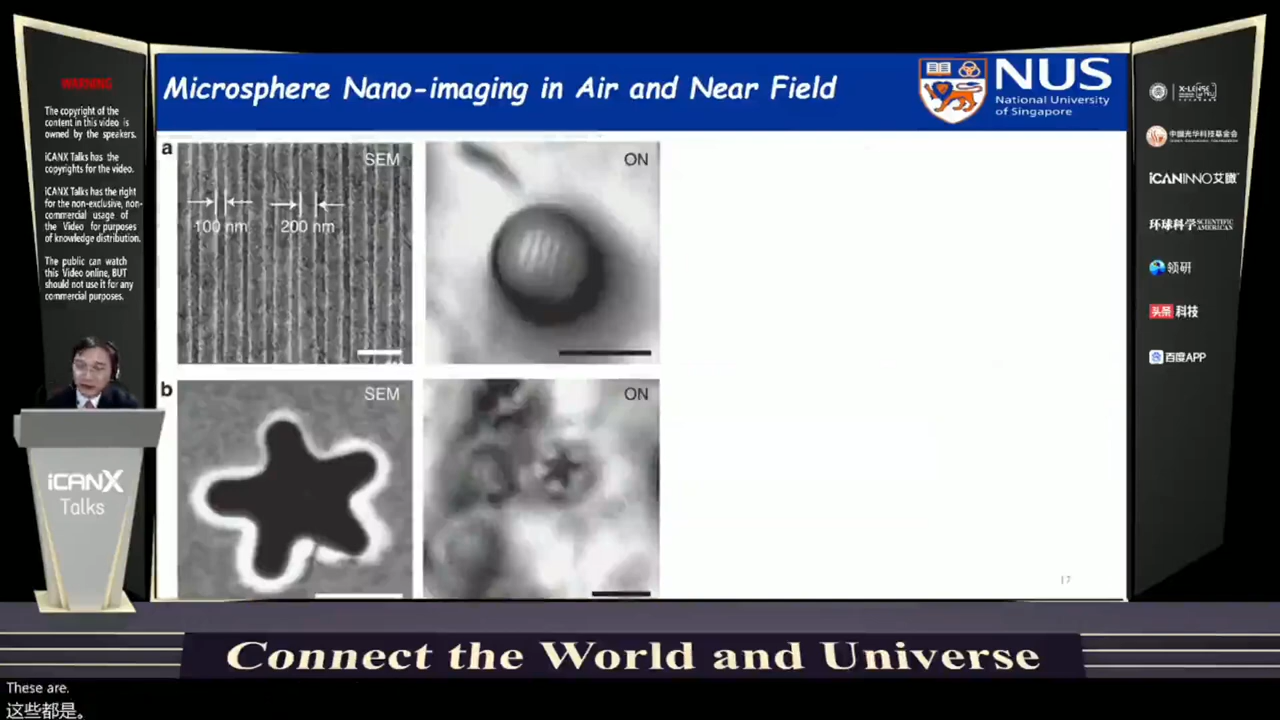 WARNING
The copyright of the
content in this video is
owned by the speakers.
iCANX Talks has the
copyrights for the video.
iCANX Talks has the right
for the non-exclusive, non-
commercial usage of
the Video for purposes
of knowledge distribution.
The public can watch
this Video online, BUT
should not use it for any
commercial purposes.
iCANX
Talks
Microsphere Nano-imaging in Air and Near Field
NUS
National University
of Singapore
a
SEM
100 nm
200 nm
ON
b
SEM
ON
17
X-LENSE
中国光华科技基金会
iCANINNO艾瞰
环球科学 SCIENTIFIC AMERICAN
领研
头条 科技
百度APP
Connect the World and Universe
These are.
这些都是。